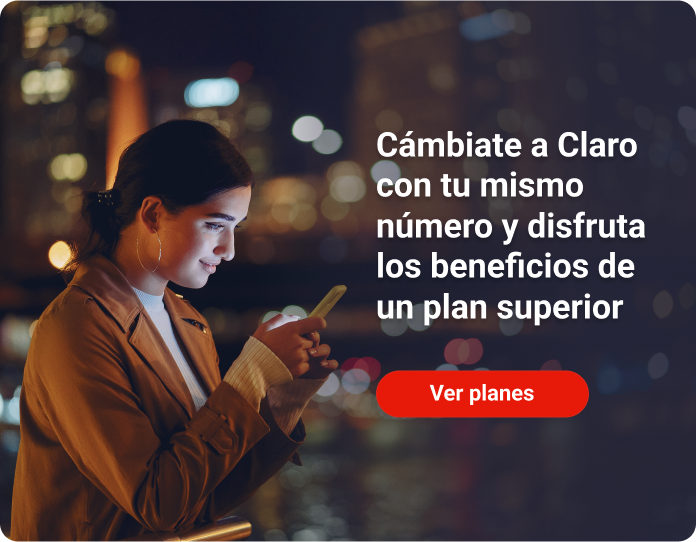 Cámbiate a Claro
con tu mismo
número y disfruta
los beneficios de
un plan superior
Ver planes